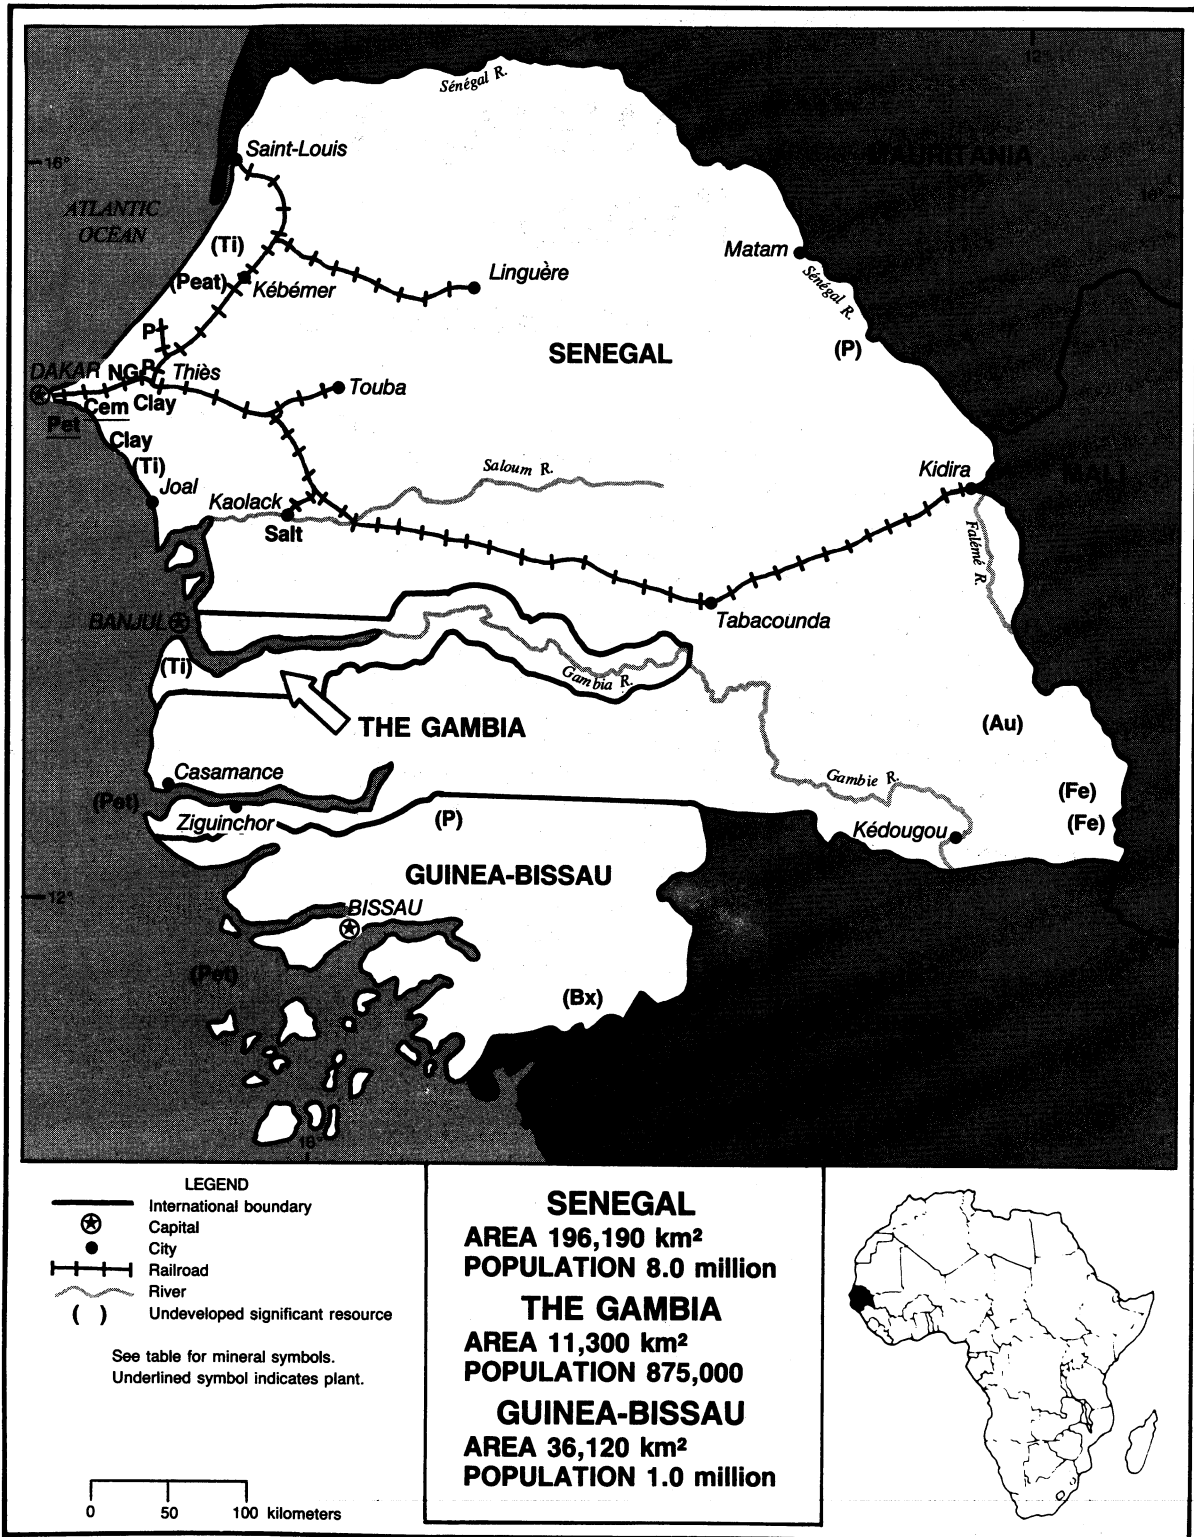 Sénégal R.
12°
Saint-Louis
16°
MAURITANIA
16°
ATLANTIC
OCEAN
(Ti)
Matam
Linguère
(Peat)
Kébémer
Sénégal R.
P
SENEGAL
(P)
DAKAR
NG
P
Thiès
Touba
Cem
Clay
Pet
Clay
(Ti)
Joal
Saloum R.
Kidira
MALI
Kaolack
Salt
Falémé R.
BANJUL
Tabacounda
(Ti)
Gambia R.
THE GAMBIA
(Au)
Casamance
Gambie R.
(Pet)
(Fe)
Ziguinchor
(P)
Kédougou
(Fe)
GUINEA-BISSAU
12°
BISSAU
(Pet)
(Bx)
16°
LEGEND
International boundary
Capital
City
Railroad
River
( ) Undeveloped significant resource
See table for mineral symbols.
Underlined symbol indicates plant.
0 50 100 kilometers
SENEGAL
AREA 196,190 km²
POPULATION 8.0 million
THE GAMBIA
AREA 11,300 km²
POPULATION 875,000
GUINEA-BISSAU
AREA 36,120 km²
POPULATION 1.0 million